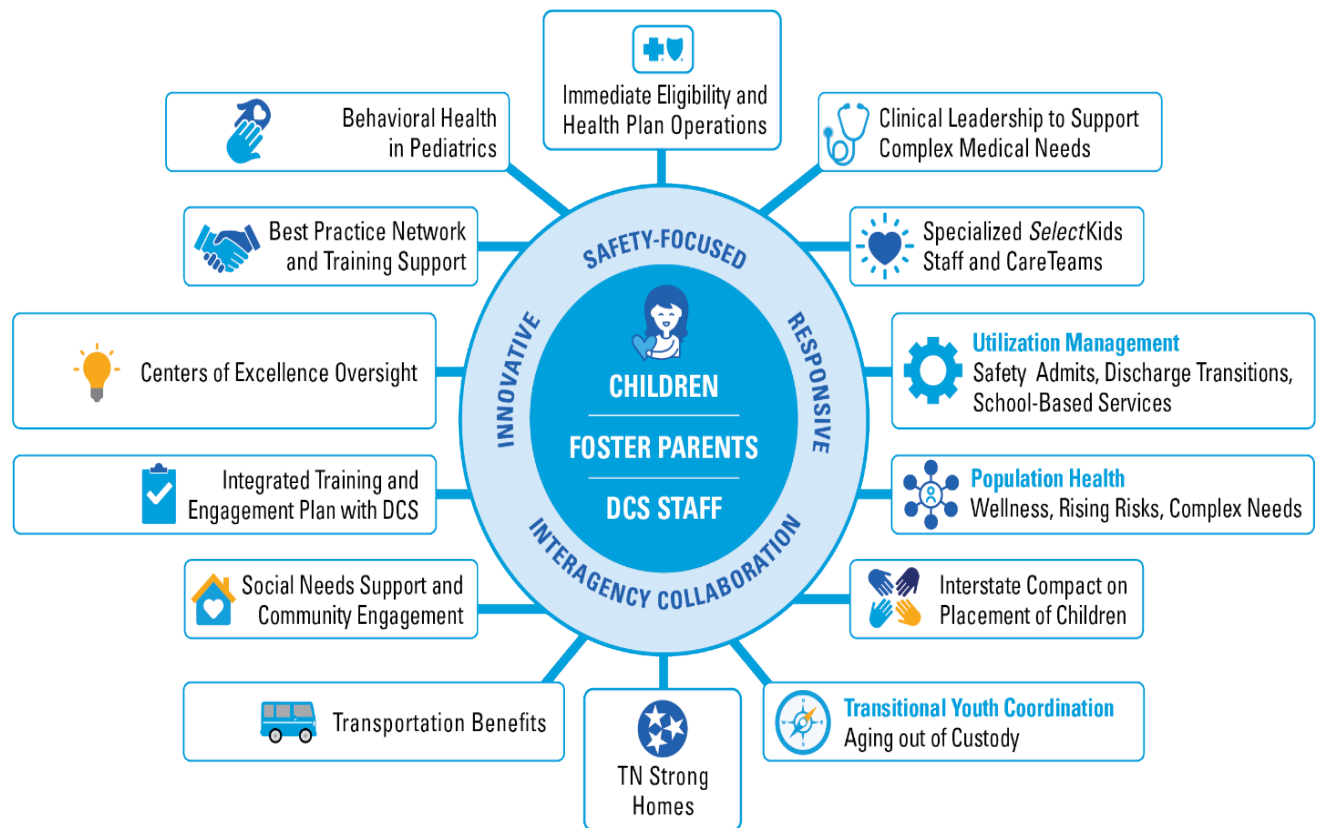 Immediate Eligibility and
Health Plan Operations
Behavioral Health
in Pediatrics
Clinical Leadership to Support
Complex Medical Needs
Best Practice Network
and Training Support
Specialized SelectKids
Staff and CareTeams
Centers of Excellence Oversight
Utilization Management
Safety Admits, Discharge Transitions,
School-Based Services
Integrated Training and
Engagement Plan with DCS
Population Health
Wellness, Rising Risks, Complex Needs
Social Needs Support and
Community Engagement
Interstate Compact on
Placement of Children
Transportation Benefits
TN Strong
Homes
Transitional Youth Coordination
Aging out of Custody
SAFETY-FOCUSED
INNOVATIVE
RESPONSIVE
INTERAGENCY COLLABORATION
CHILDREN
FOSTER PARENTS
DCS STAFF